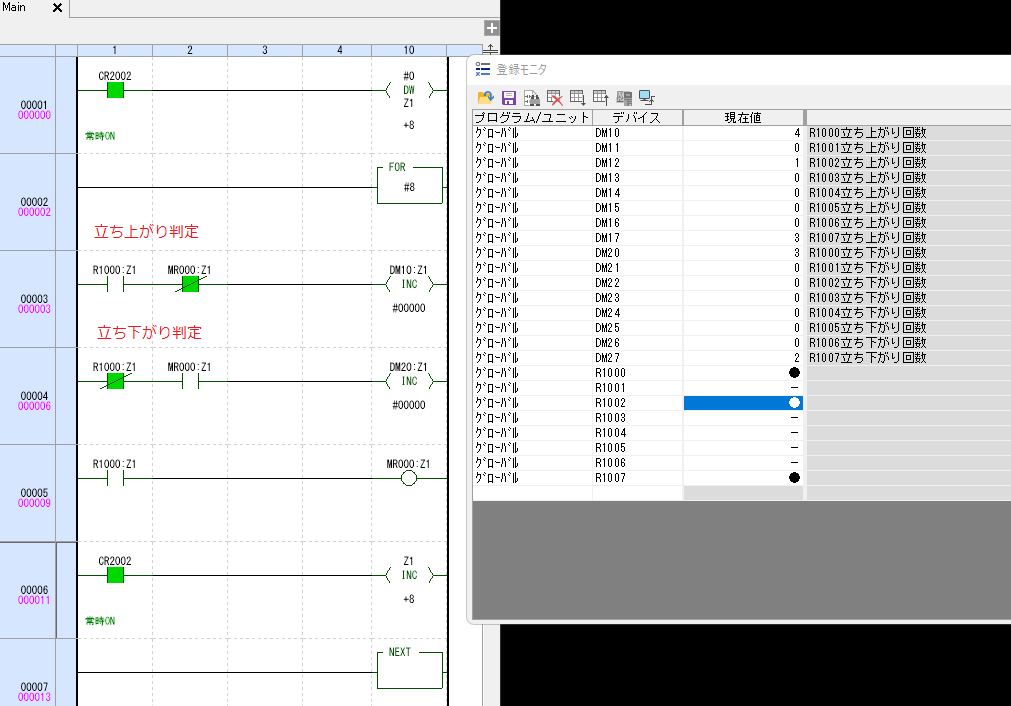 Main
1 2 3 4 10
00001
000000
CR2002
#0
DW
Z1
+8
常時ON
00002
000002
FOR
#8
立ち上がり判定
00003
000003
R1000:Z1 MR000:Z1 DM10:Z1
INC
#00000
立ち下がり判定
00004
000006
R1000:Z1 MR000:Z1 DM20:Z1
INC
#00000
00005
000009
R1000:Z1 MR000:Z1
00006
000011
CR2002 Z1
INC
+8
常時ON
00007
000013
NEXT
登録モニタ
プログラム/ユニット デバイス 現在値
グローバル DM10 4 R1000立ち上がり回数
グローバル DM11 0 R1001立ち上がり回数
グローバル DM12 1 R1002立ち上がり回数
グローバル DM13 0 R1003立ち上がり回数
グローバル DM14 0 R1004立ち上がり回数
グローバル DM15 0 R1005立ち上がり回数
グローバル DM16 0 R1006立ち上がり回数
グローバル DM17 3 R1007立ち上がり回数
グローバル DM20 3 R1000立ち下がり回数
グローバル DM21 0 R1001立ち下がり回数
グローバル DM22 0 R1002立ち下がり回数
グローバル DM23 0 R1003立ち下がり回数
グローバル DM24 0 R1004立ち下がり回数
グローバル DM25 0 R1005立ち下がり回数
グローバル DM26 0 R1006立ち下がり回数
グローバル DM27 2 R1007立ち下がり回数
グローバル R1000 ●
グローバル R1001 －
グローバル R1002 ●
グローバル R1003 －
グローバル R1004 －
グローバル R1005 －
グローバル R1006 －
グローバル R1007 ●